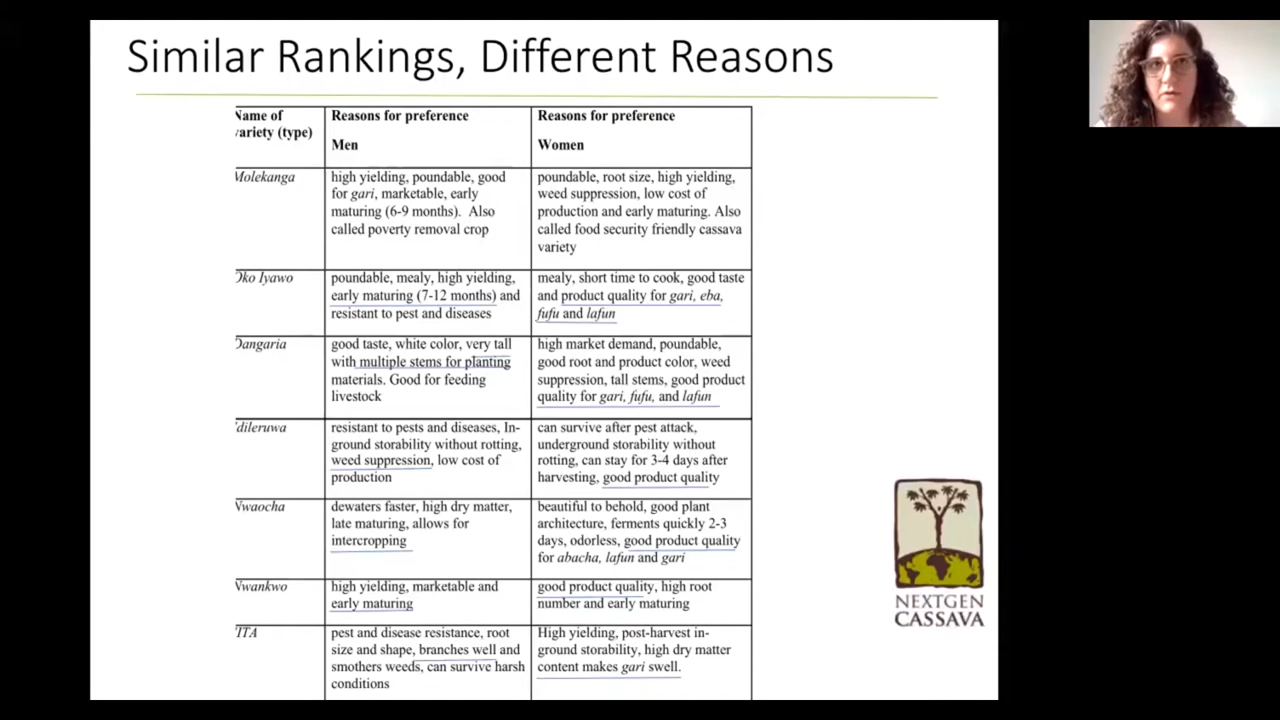 Similar Rankings, Different Reasons
Name of
variety (type)
Reasons for preference
Men
Reasons for preference
Women
Molekanga
high yielding, poundable, good
for gari, marketable, early
maturing (6-9 months). Also
called poverty removal crop
poundable, root size, high yielding,
weed suppression, low cost of
production and early maturing. Also
called food security friendly cassava
variety
Oko Iyawo
poundable, mealy, high yielding,
early maturing (7-12 months) and
resistant to pest and diseases
mealy, short time to cook, good taste
and product quality for gari, eba,
fufu and lafun
Dangaria
good taste, white color, very tall
with multiple stems for planting
materials. Good for feeding
livestock
high market demand, poundable,
good root and product color, weed
suppression, tall stems, good product
quality for gari, fufu, and lafun
dileruwa
resistant to pests and diseases, In-
ground storability without rotting,
weed suppression, low cost of
production
can survive after pest attack,
underground storability without
rotting, can stay for 3-4 days after
harvesting, good product quality
Nwaocha
dewaters faster, high dry matter,
late maturing, allows for
intercropping
beautiful to behold, good plant
architecture, ferments quickly 2-3
days, odorless, good product quality
for abacha, lafun and gari
Nwankwo
high yielding, marketable and
early maturing
good product quality, high root
number and early maturing
ITA
pest and disease resistance, root
size and shape, branches well and
smothers weeds, can survive harsh
conditions
High yielding, post-harvest in-
ground storability, high dry matter
content makes gari swell.
NEXTGEN
CASSAVA